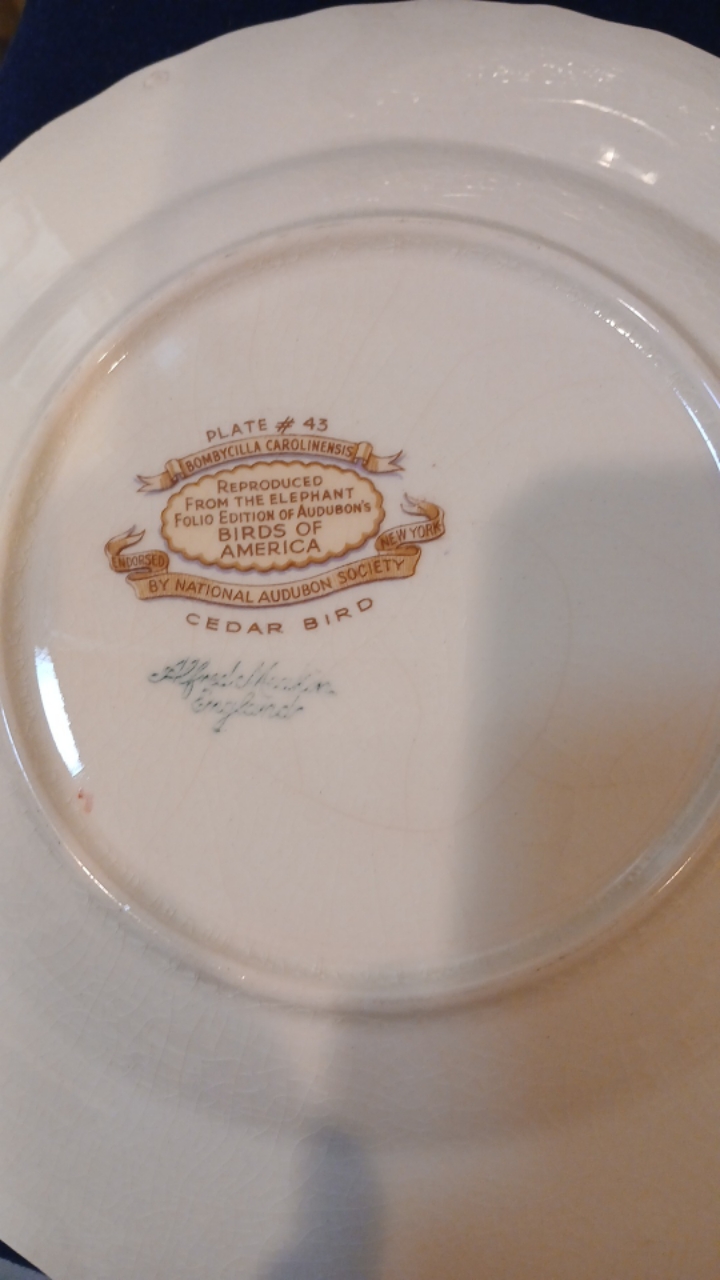 PLATE # 43
BOMBYCILLA CAROLINENSIS
REPRODUCED
FROM THE ELEPHANT
FOLIO EDITION OF AUDUBON'S
BIRDS OF
AMERICA
ENDORSED
BY NATIONAL AUDUBON SOCIETY
NEW YORK
CEDAR BIRD
Alfred Meakin
England